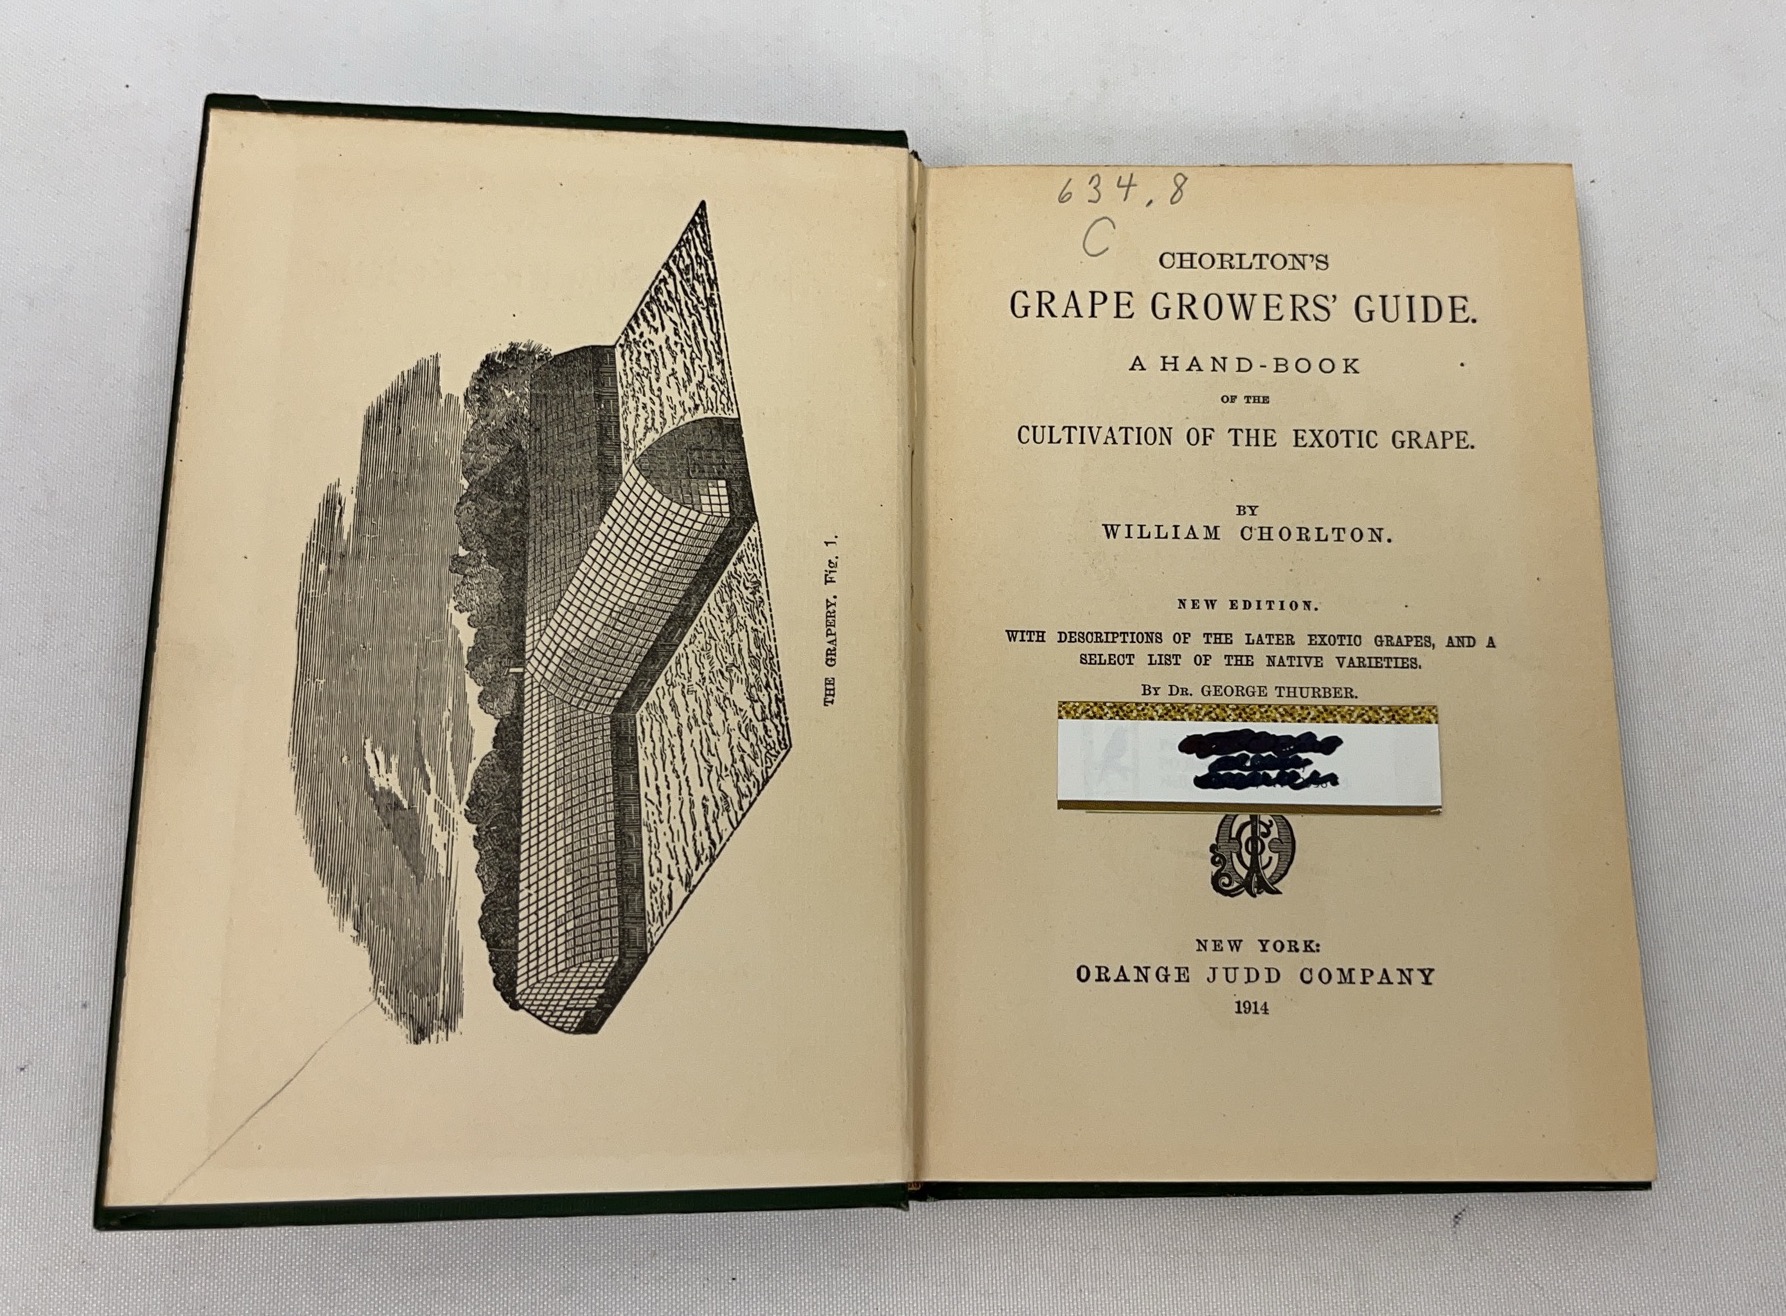 THE GRAPERY. Fig. 1.
634.8
C
CHORLTON'S
GRAPE GROWERS' GUIDE.
A HAND-BOOK
OF THE
CULTIVATION OF THE EXOTIC GRAPE.
BY
WILLIAM CHORLTON.
NEW EDITION.
WITH DESCRIPTIONS OF THE LATER EXOTIC GRAPES, AND A
SELECT LIST OF THE NATIVE VARIETIES.
By Dr. GEORGE THURBER.
NEW YORK:
ORANGE JUDD COMPANY
1914